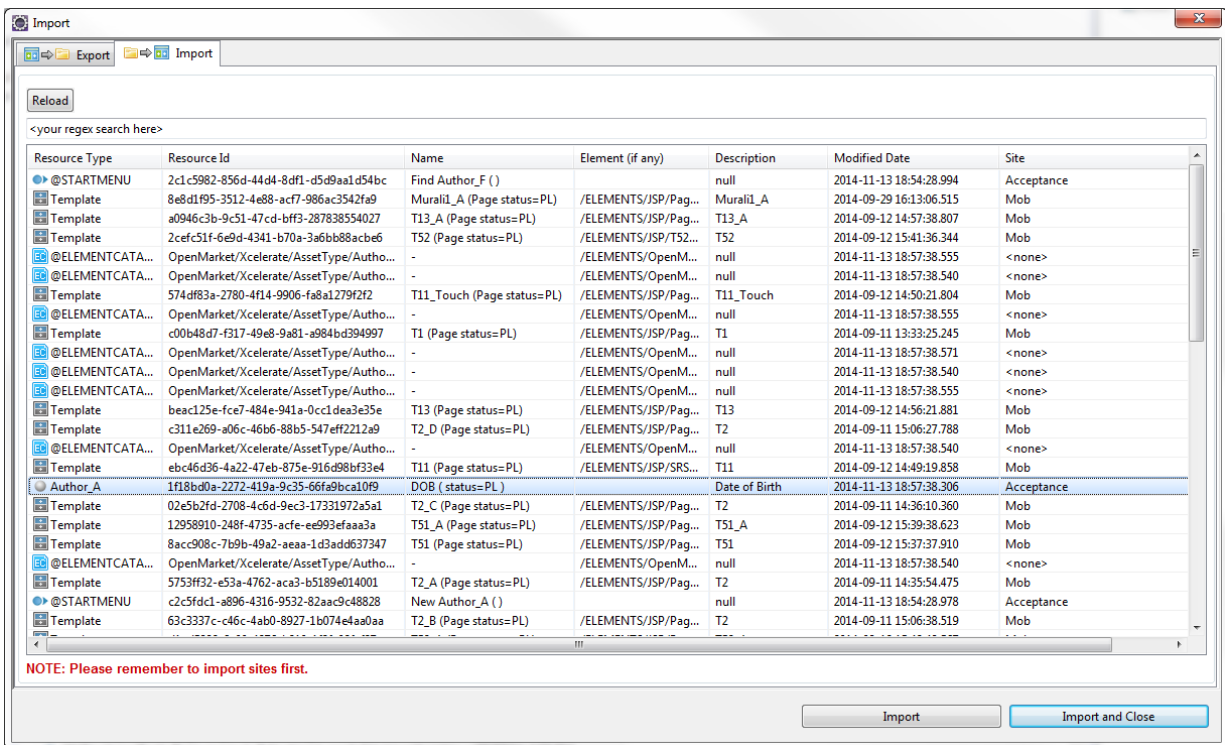 Import
Export Import
Reload
<your regex search here>
Resource Type Resource Id Name Element (if any) Description Modified Date Site
@STARTMENU 2c1c5982-856d-44d4-8df1-d5d9aa1d54bc Find Author_F ( ) null 2014-11-13 18:54:28.994 Acceptance
Template 8e8d1f95-3512-4e88-acf7-986ac3542fa9 Murali1_A (Page status=PL) /ELEMENTS/JSP/Pag... Murali1_A 2014-09-29 16:13:06.515 Mob
Template a0946c3b-9c51-47cd-bff3-287838554027 T13_A (Page status=PL) /ELEMENTS/JSP/Pag... T13_A 2014-09-12 14:57:38.807 Mob
Template 2cefc51f-6e9d-4341-b70a-3a6bb88acbe6 T52 (Page status=PL) /ELEMENTS/JSP/T52... T52 2014-09-12 15:41:36.344 Mob
@ELEMENTCATA... OpenMarket/Xcelerate/AssetType/Autho... - /ELEMENTS/OpenM... null 2014-11-13 18:57:38.555 <none>
@ELEMENTCATA... OpenMarket/Xcelerate/AssetType/Autho... - /ELEMENTS/OpenM... null 2014-11-13 18:57:38.540 <none>
Template 574df83a-2780-4f14-9906-fa8a1279f2f2 T11_Touch (Page status=PL) /ELEMENTS/JSP/Pag... T11_Touch 2014-09-12 14:50:21.804 Mob
@ELEMENTCATA... OpenMarket/Xcelerate/AssetType/Autho... - /ELEMENTS/OpenM... null 2014-11-13 18:57:38.555 <none>
Template c00b48d7-f317-49e8-9a81-a984bd394997 T1 (Page status=PL) /ELEMENTS/JSP/Pag... T1 2014-09-11 13:33:25.245 Mob
@ELEMENTCATA... OpenMarket/Xcelerate/AssetType/Autho... - /ELEMENTS/OpenM... null 2014-11-13 18:57:38.571 <none>
@ELEMENTCATA... OpenMarket/Xcelerate/AssetType/Autho... - /ELEMENTS/OpenM... null 2014-11-13 18:57:38.540 <none>
@ELEMENTCATA... OpenMarket/Xcelerate/AssetType/Autho... - /ELEMENTS/OpenM... null 2014-11-13 18:57:38.555 <none>
Template beac125e-fce7-484e-941a-0cc1dea3e35e T13 (Page status=PL) /ELEMENTS/JSP/Pag... T13 2014-09-12 14:56:21.881 Mob
Template c311e269-a06c-46b6-88b5-547eff2212a9 T2_D (Page status=PL) /ELEMENTS/JSP/Pag... T2 2014-09-11 15:06:27.788 Mob
@ELEMENTCATA... OpenMarket/Xcelerate/AssetType/Autho... - /ELEMENTS/OpenM... null 2014-11-13 18:57:38.540 <none>
Template ebc46d36-4a22-47eb-875e-916d98bf33e4 T11 (Page status=PL) /ELEMENTS/JSP/SRS... T11 2014-09-12 14:49:19.858 Mob
Author_A 1f18bd0a-2272-419a-9c35-66fa9bca10f9 DOB ( status=PL ) Date of Birth 2014-11-13 18:57:38.306 Acceptance
Template 02e5b2fd-2708-4c6d-9ec3-17331972a5a1 T2_C (Page status=PL) /ELEMENTS/JSP/Pag... T2 2014-09-11 14:36:10.360 Mob
Template 12958910-248f-4735-acfe-ee993efaaa3a T51_A (Page status=PL) /ELEMENTS/JSP/Pag... T51_A 2014-09-12 15:39:38.623 Mob
Template 8acc908c-7b9b-49a2-aeaa-1d3add637347 T51 (Page status=PL) /ELEMENTS/JSP/Pag... T51 2014-09-12 15:37:37.910 Mob
@ELEMENTCATA... OpenMarket/Xcelerate/AssetType/Autho... - /ELEMENTS/OpenM... null 2014-11-13 18:57:38.540 <none>
Template 5753ff32-e53a-4762-aca3-b5189e014001 T2_A (Page status=PL) /ELEMENTS/JSP/Pag... T2 2014-09-11 14:35:54.475 Mob
@STARTMENU c2c5fdc1-a896-4316-9532-82aac9c48828 New Author_A ( ) null 2014-11-13 18:54:28.978 Acceptance
Template 63c3337c-c46c-4ab0-8927-1b074e4aa0aa T2_B (Page status=PL) /ELEMENTS/JSP/Pag... T2 2014-09-11 15:06:38.519 Mob
NOTE: Please remember to import sites first.
Import Import and Close